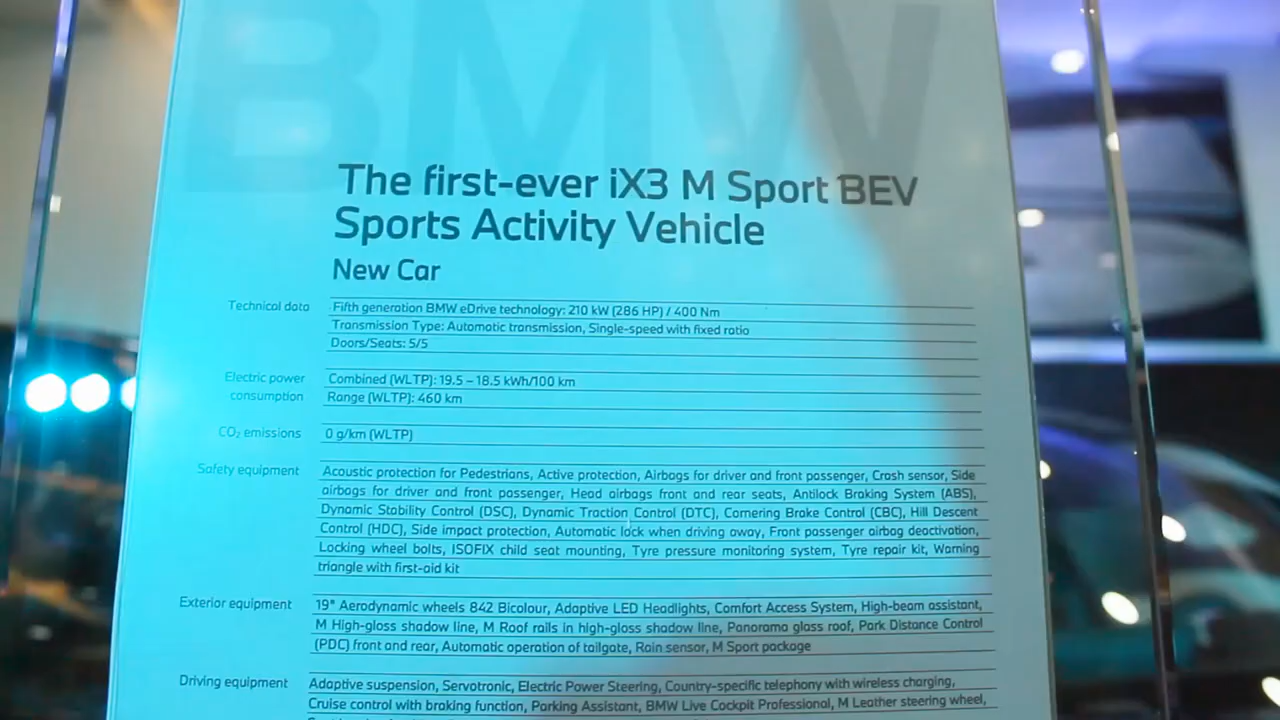 BMW
The first-ever iX3 M Sport BEV
Sports Activity Vehicle
New Car
Technical data
Fifth generation BMW eDrive technology: 210 kW (286 HP) / 400 Nm
Transmission Type: Automatic transmission, Single-speed with fixed ratio
Doors/Seats: 5/5
Electric power
consumption
Combined (WLTP): 19.5 – 18.5 kWh/100 km
Range (WLTP): 460 km
CO₂ emissions
0 g/km (WLTP)
Safety equipment
Acoustic protection for Pedestrians, Active protection, Airbags for driver and front passenger, Crash sensor, Side
airbags for driver and front passenger, Head airbags front and rear seats, Antilock Braking System (ABS),
Dynamic Stability Control (DSC), Dynamic Traction Control (DTC), Cornering Brake Control (CBC), Hill Descent
Control (HDC), Side impact protection, Automatic lock when driving away, Front passenger airbag deactivation,
Locking wheel bolts, ISOFIX child seat mounting, Tyre pressure monitoring system, Tyre repair kit, Warning
triangle with first-aid kit
Exterior equipment
19" Aerodynamic wheels 842 Bicolour, Adaptive LED Headlights, Comfort Access System, High-beam assistant,
M High-gloss shadow line, M Roof rails in high-gloss shadow line, Panorama glass roof, Park Distance Control
(PDC) front and rear, Automatic operation of tailgate, Rain sensor, M Sport package
Driving equipment
Adaptive suspension, Servotronic, Electric Power Steering, Country-specific telephony with wireless charging,
Cruise control with braking function, Parking Assistant, BMW Live Cockpit Professional, M Leather steering wheel,